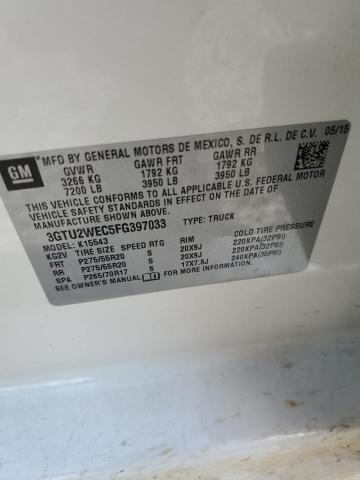 GM
MFD BY GENERAL MOTORS DE MEXICO, S. DE R.L. DE C.V. 05/15
GVWR GAWR FRT GAWR RR
3266 KG 1792 KG 1792 KG
7200 LB 3950 LB 3950 LB
THIS VEHICLE CONFORMS TO ALL APPLICABLE U.S. FEDERAL MOTOR
VEHICLE SAFETY STANDARDS IN EFFECT ON THE DATE OF
MANUFACTURE SHOWN ABOVE.
3GTU2WEC5FG397033 TYPE: TRUCK
MODEL: K15543
KG2V TIRE SIZE SPEED RTG RIM COLD TIRE PRESSURE
FRT P275/55R20 S 20X9J 220KPA(32PSI)
RR P275/55R20 S 20X9J 220KPA(32PSI)
SPA P265/70R17 S 17X7.5J 240KPA(35PSI)
SEE OWNER'S MANUAL FOR ADDITIONAL INFORMATION.